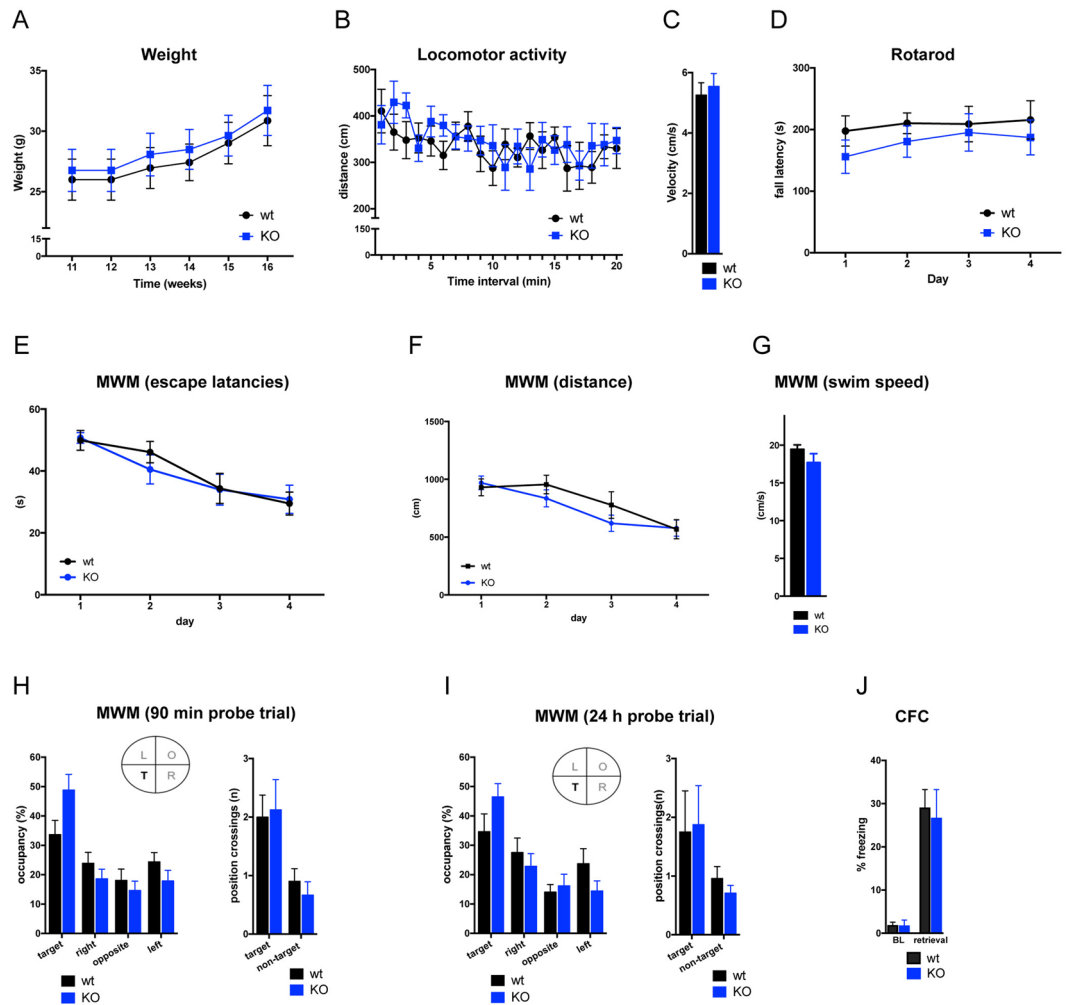 A
Weight
Weight (g)
35
30
25
15
0
11 12 13 14 15 16
Time (weeks)
wt
KO
B
Locomotor activity
distance (cm)
500
400
300
200
150
0
5 10 15 20
Time interval (min)
wt
KO
C
Velocity (cm/s)
6
4
2
0
wt
KO
D
Rotarod
fall latency (s)
300
200
100
0
1 2 3 4
Day
wt
KO
E
MWM (escape latancies)
(s)
60
40
20
0
1 2 3 4
day
wt
KO
F
MWM (distance)
(cm)
1500
1000
500
0
1 2 3 4
day
wt
KO
G
MWM (swim speed)
(cm/s)
20
15
10
5
0
wt
KO
H
MWM (90 min probe trial)
L O
T R
occupancy (%)
60
50
40
30
20
10
0
target right opposite left
wt
KO
position crossings (n)
3
2
1
0
target non-target
wt
KO
I
MWM (24 h probe trial)
L O
T R
occupancy (%)
60
50
40
30
20
10
0
target right opposite left
wt
KO
position crossings(n)
3
2
1
0
target non-target
wt
KO
J
CFC
% freezing
40
30
20
10
0
BL retrieval
wt
KO